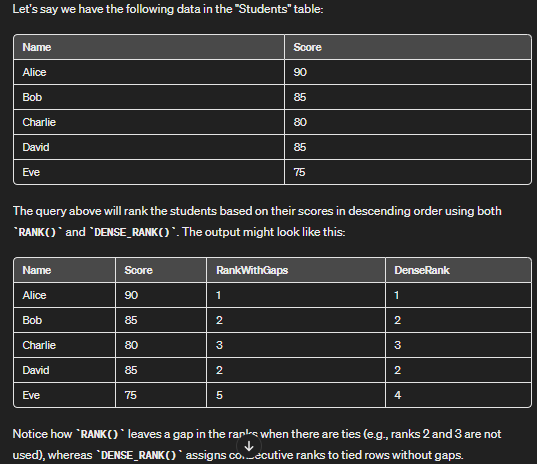 Let's say we have the following data in the "Students" table:
Name Score
Alice 90
Bob 85
Charlie 80
David 85
Eve 75
The query above will rank the students based on their scores in descending order using both
`RANK()` and `DENSE_RANK()`. The output might look like this:
Name Score RankWithGaps DenseRank
Alice 90 1 1
Bob 85 2 2
Charlie 80 3 3
David 85 2 2
Eve 75 5 4
Notice how `RANK()` leaves a gap in the ranks when there are ties (e.g., ranks 2 and 3 are not
used), whereas `DENSE_RANK()` assigns consecutive ranks to tied rows without gaps.